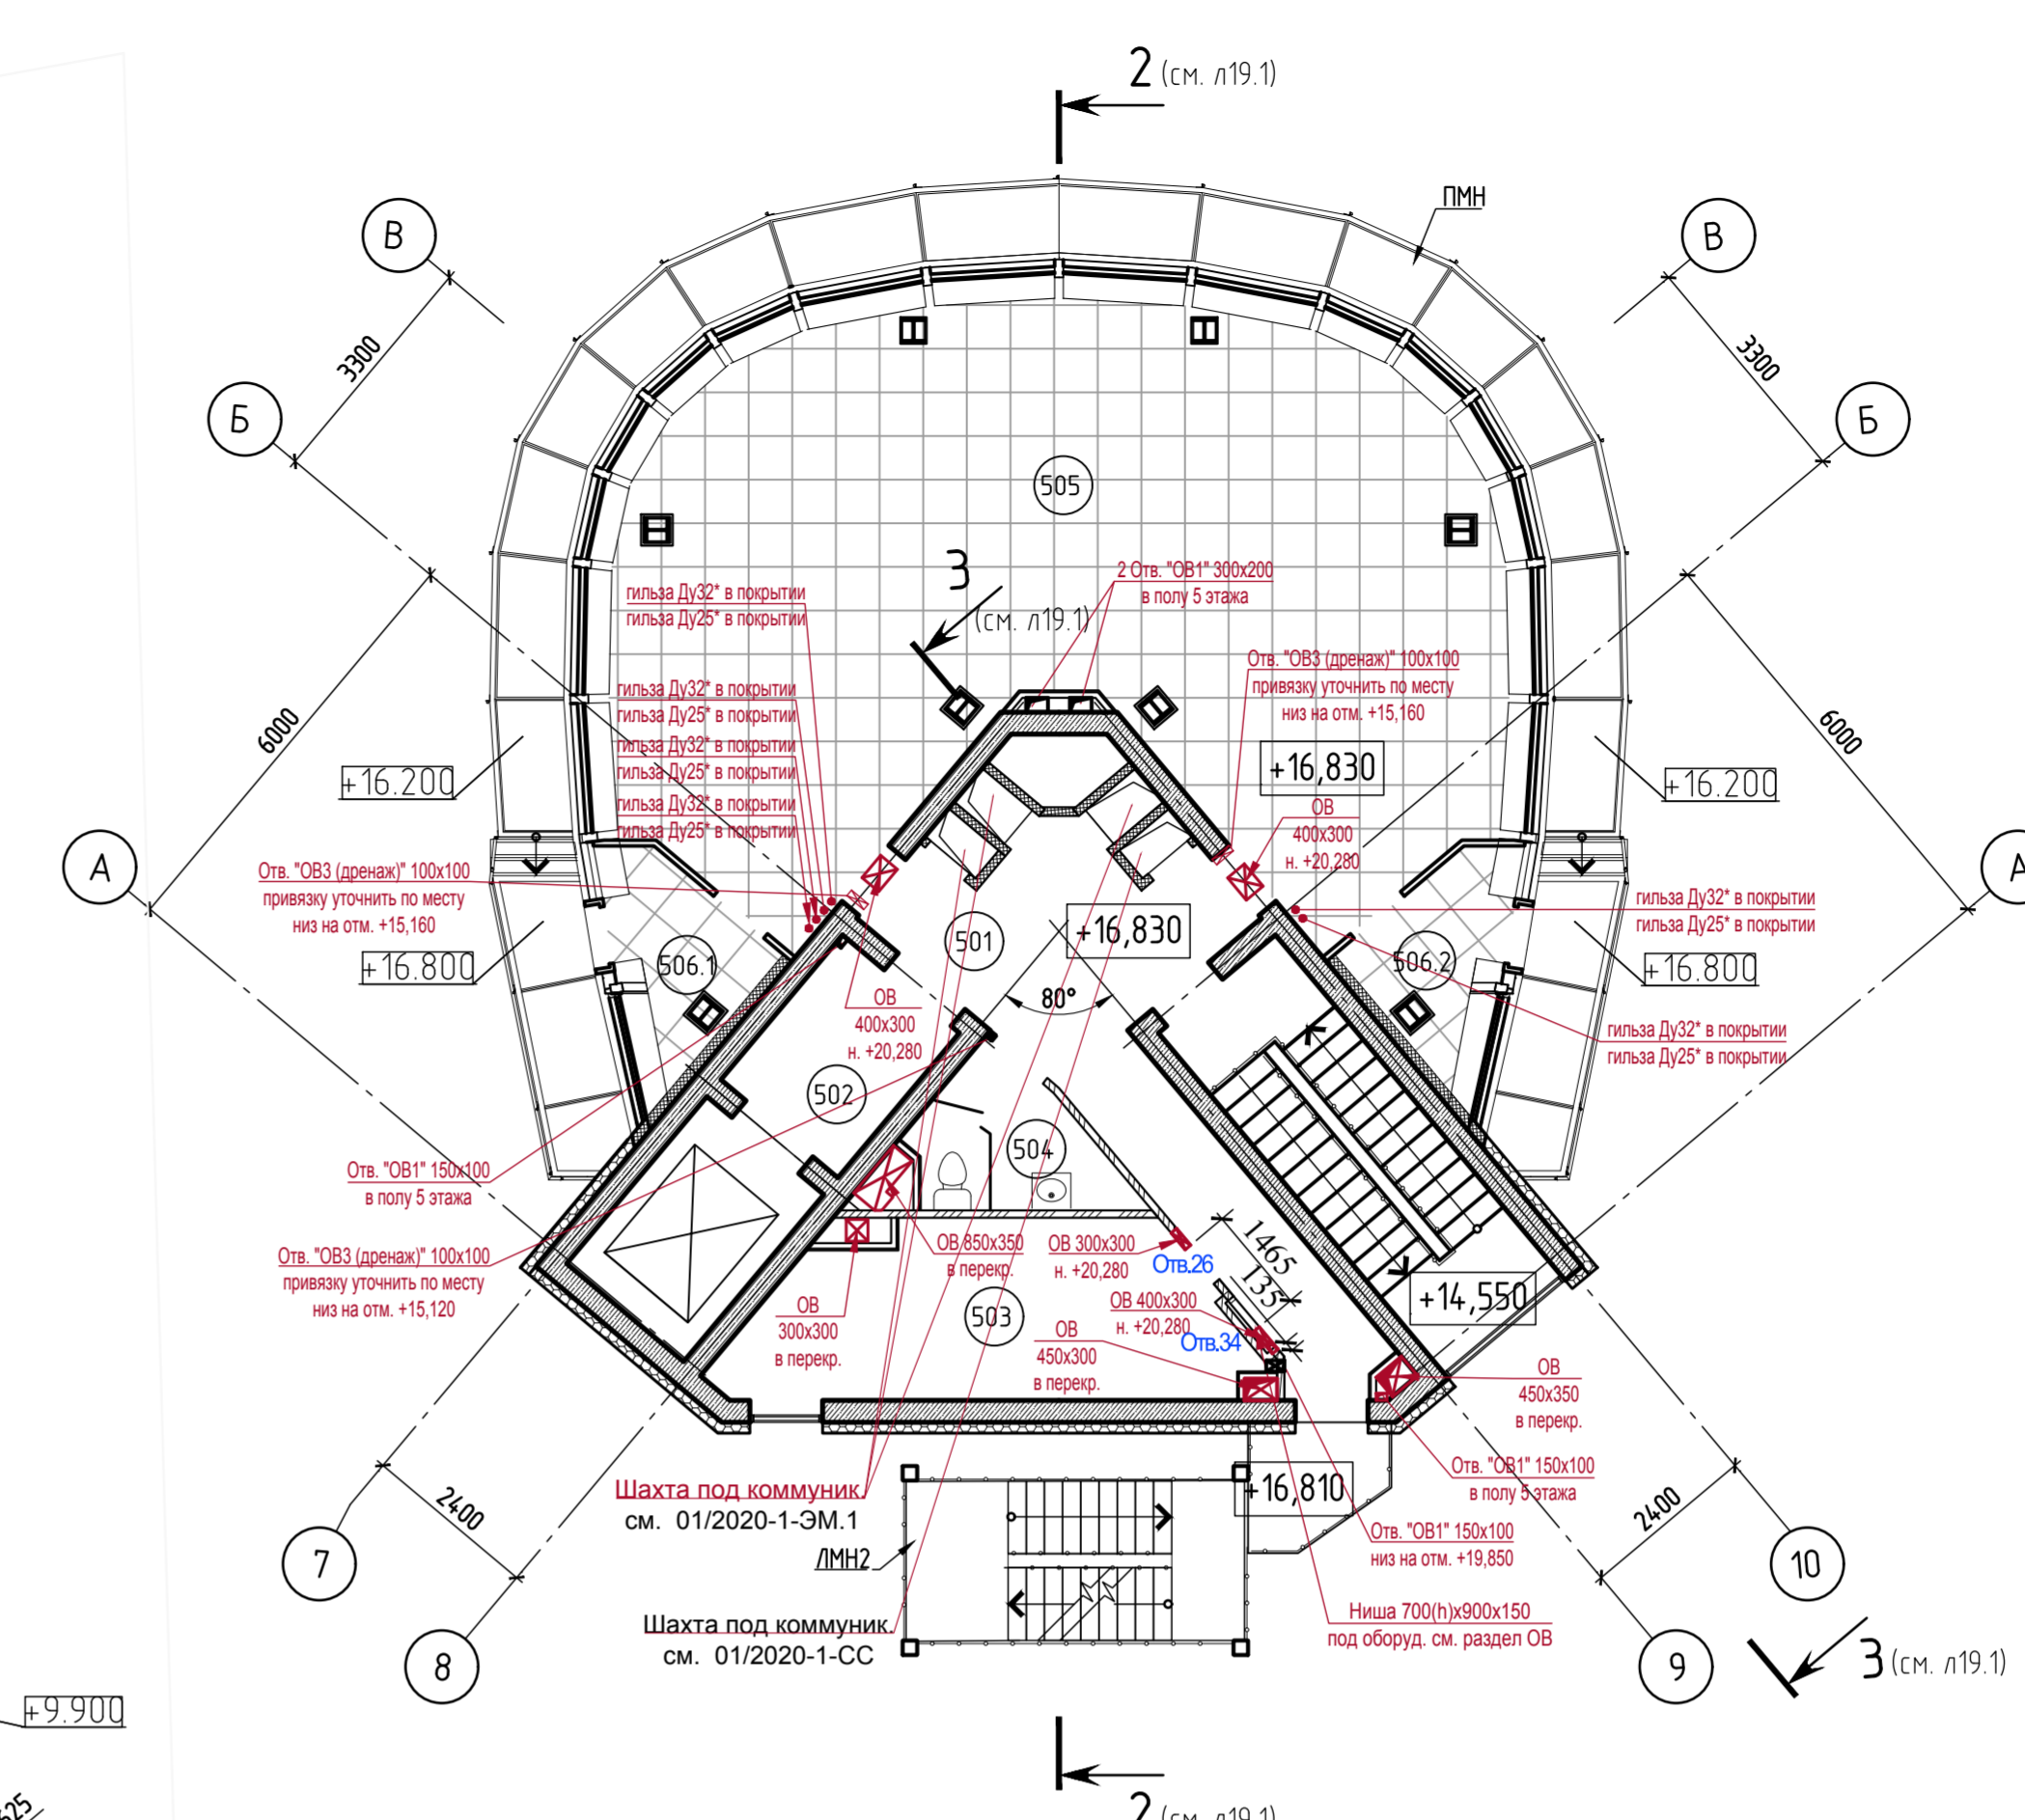 2 (см. л19.1)
ПМН
В
В
3300
3300
Б
Б
505
3
(см. л19.1)
2 Отв. "ОВ1" 300х200
в полу 5 этажа
гильза Ду32* в покрытии
гильза Ду25* в покрытии
Отв. "ОВ3 (дренаж)" 100х100
привязку уточнить по месту
низ на отм. +15,160
гильза Ду32* в покрытии
гильза Ду25* в покрытии
гильза Ду32* в покрытии
гильза Ду25* в покрытии
гильза Ду32* в покрытии
гильза Ду25* в покрытии
6000
6000
+16.200
+16,830
+16.200
ОВ
400х300
н. +20,280
А
А
Отв. "ОВ3 (дренаж)" 100х100
привязку уточнить по месту
низ на отм. +15,160
гильза Ду32* в покрытии
гильза Ду25* в покрытии
501
+16,830
506.1
506.2
+16.800
+16.800
80°
ОВ
400х300
н. +20,280
гильза Ду32* в покрытии
гильза Ду25* в покрытии
502
504
Отв. "ОВ1" 150х100
в полу 5 этажа
Отв. "ОВ3 (дренаж)" 100х100
привязку уточнить по месту
низ на отм. +15,120
ОВ 850х350
в перекр.
ОВ 300х300
н. +20,280
Отв.26
1465
135
ОВ
300х300
в перекр.
503
ОВ 400х300
н. +20,280
Отв.34
+14,550
ОВ
450х300
в перекр.
ОВ
450х350
в перекр.
Отв. "ОВ1" 150х100
в полу 5 этажа
Шахта под коммуник.
см. 01/2020-1-ЭМ.1
+16,810
ЛМН2
Отв. "ОВ1" 150х100
низ на отм. +19,850
2400
2400
7
10
Шахта под коммуник.
см. 01/2020-1-СС
Ниша 700(h)х900х150
под оборуд. см. раздел ОВ
8
9
3 (см. л19.1)
+9.900
2 (см. л19.1)